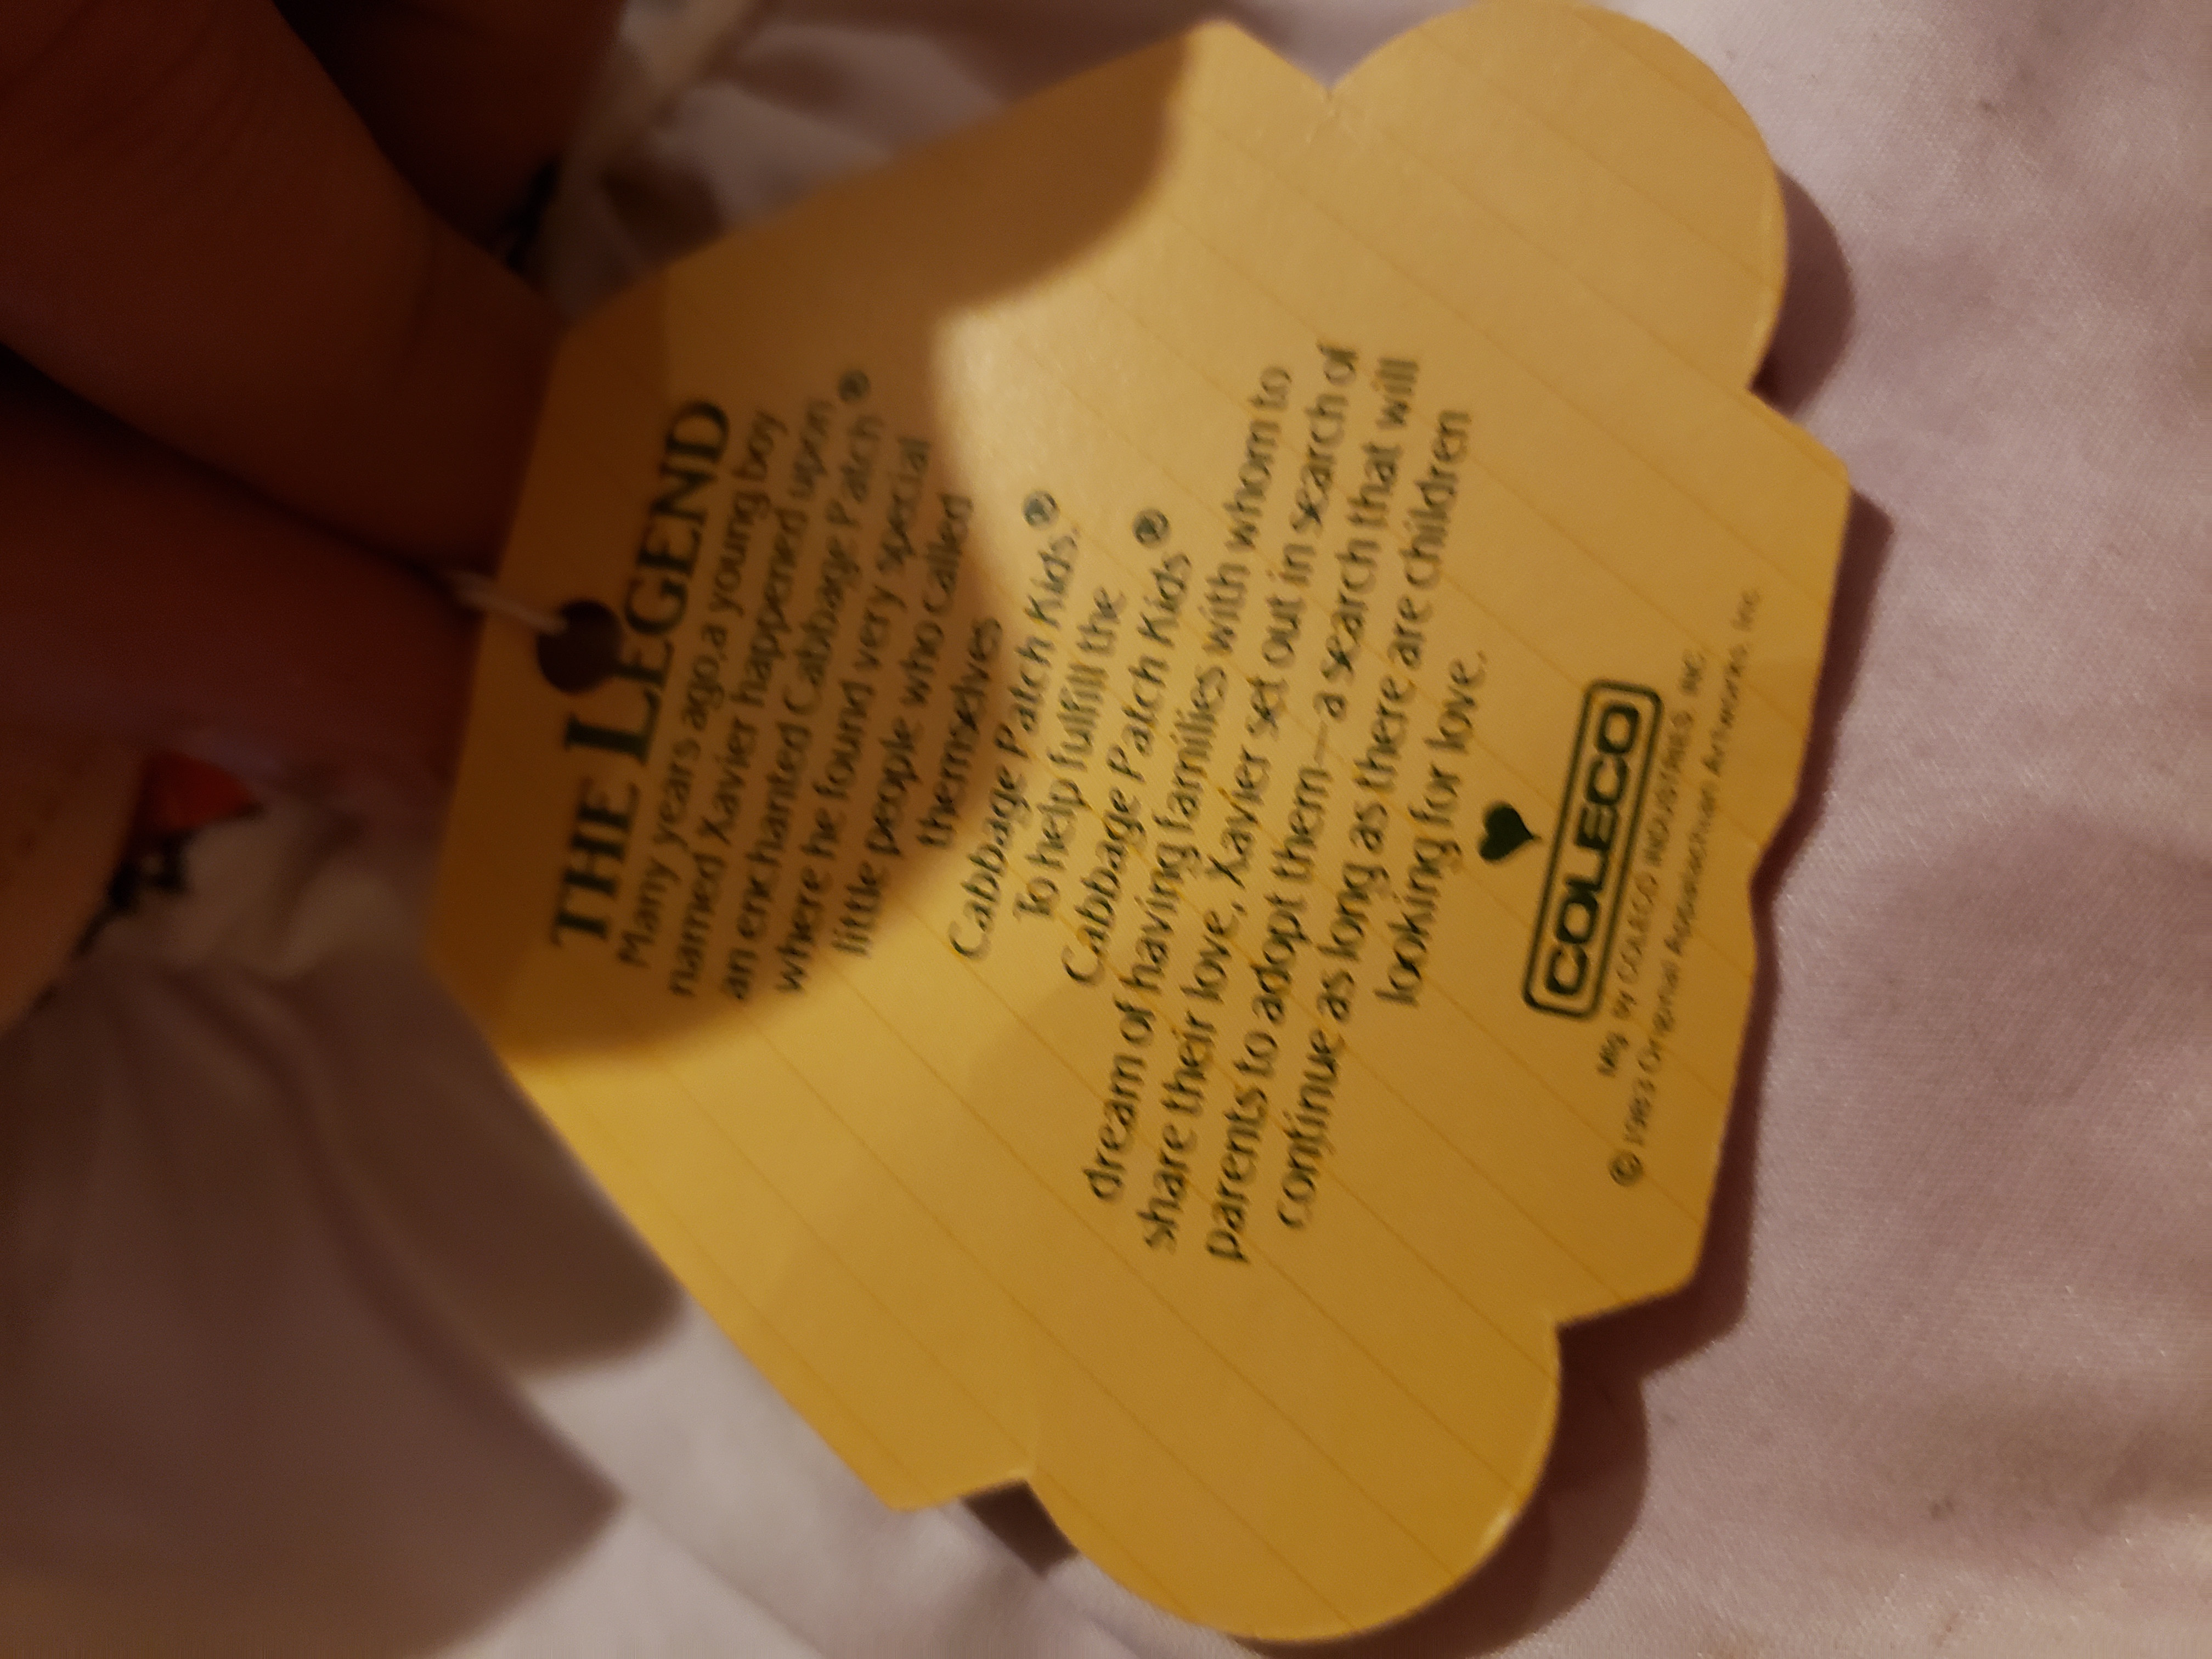 THE LEGEND
Many years ago, a young boy
named Xavier happened upon
an enchanted Cabbage Patch®
where he found very special
little people who called
themselves
Cabbage Patch Kids.®
To help fulfill the
Cabbage Patch Kids®
dream of having families with whom to
share their love, Xavier set out in search of
parents to adopt them—a search that will
continue as long as there are children
looking for love.
COLECO
Mfg. by COLECO INDUSTRIES INC.
© 1983 Original Appalachian Artworks, Inc.